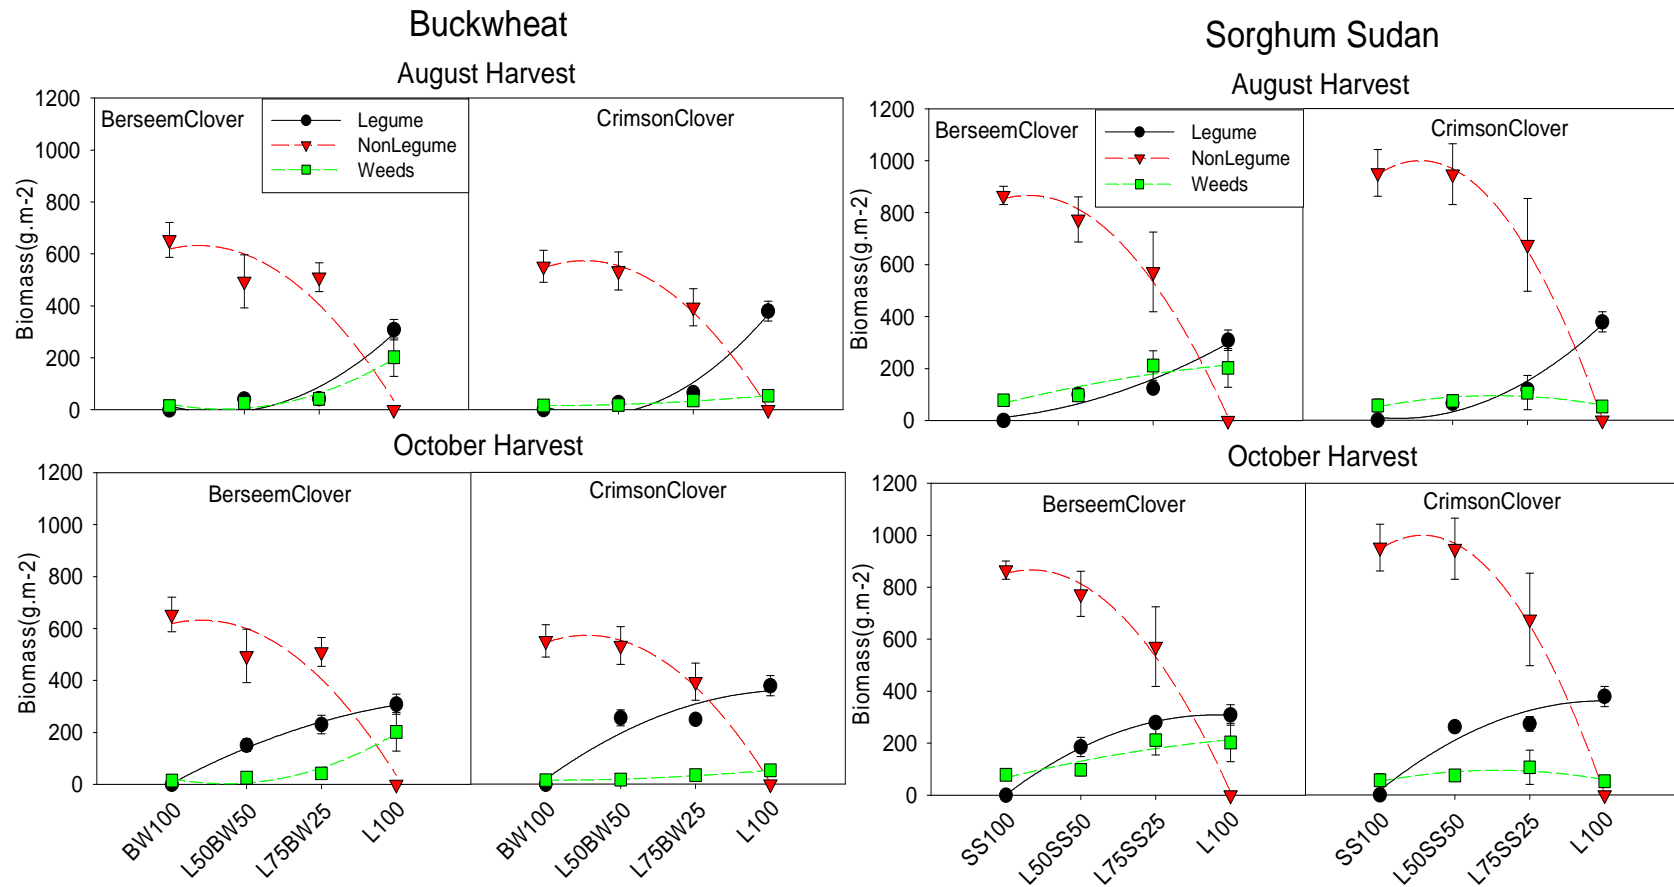 Buckwheat
August Harvest
1200
1000
800
600
400
200
0
Biomass(g.m-2)
BerseemClover
Legume
NonLegume
Weeds
CrimsonClover
October Harvest
1200
1000
800
600
400
200
0
Biomass(g.m-2)
BerseemClover
CrimsonClover
BW100
L50BW50
L75BW25
L100
BW100
L50BW50
L75BW25
L100
Sorghum Sudan
August Harvest
1200
1000
800
600
400
200
0
Biomass(g.m-2)
BerseemClover
Legume
NonLegume
Weeds
CrimsonClover
October Harvest
1200
1000
800
600
400
200
0
Biomass(g.m-2)
BerseemClover
CrimsonClover
SS100
L50SS50
L75SS25
L100
SS100
L50SS50
L75SS25
L100